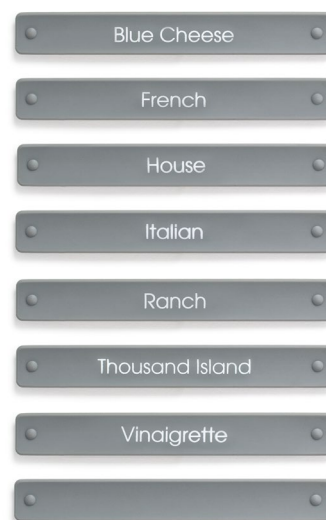 Blue Cheese
French
House
Italian
Ranch
Thousand Island
Vinaigrette